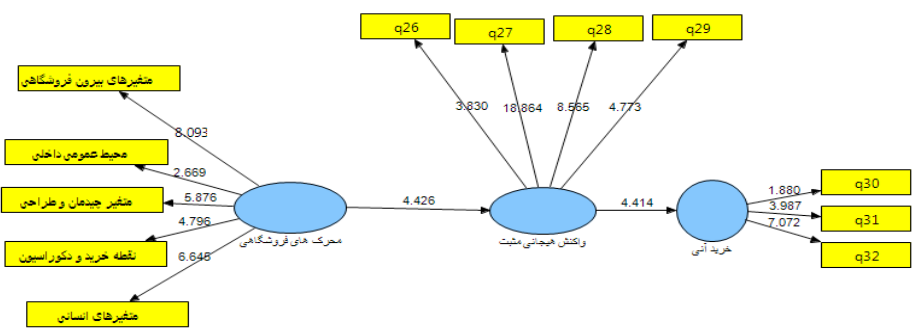 q26
q27
q28
q29
3.830
18.864
8.565
4.773
متغیرهای بیرون فروشگاهی
8.093
محیط عمومی داخلی
2.669
متغیر چیدمان و طراحی
5.876
نقطه خرید و دکوراسیون
4.796
متغیرهای انسانی
6.645
محرک های فروشگاهی
4.426
واکنش هیجانی مثبت
4.414
خرید آنی
1.880
q30
3.987
q31
7.072
q32